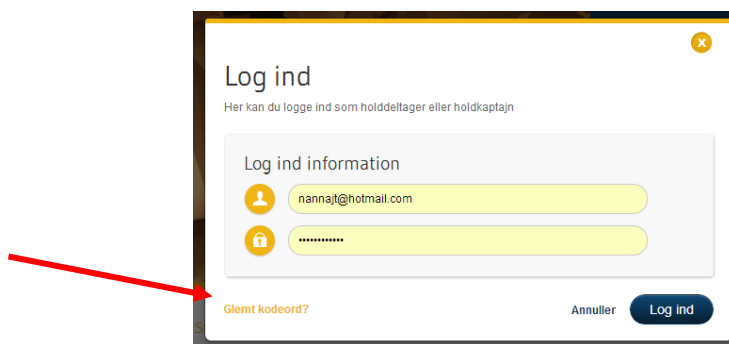 Log ind
Her kan du logge ind som holddeltager eller holdkaptajn
Log ind information
nannajt@hotmail.com
••••••••••••
Glemt kodeord?
Annuller
Log ind